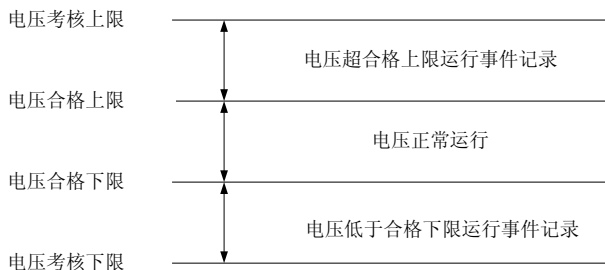 电压考核上限
电压超合格上限运行事件记录
电压合格上限
电压正常运行
电压合格下限
电压低于合格下限运行事件记录
电压考核下限